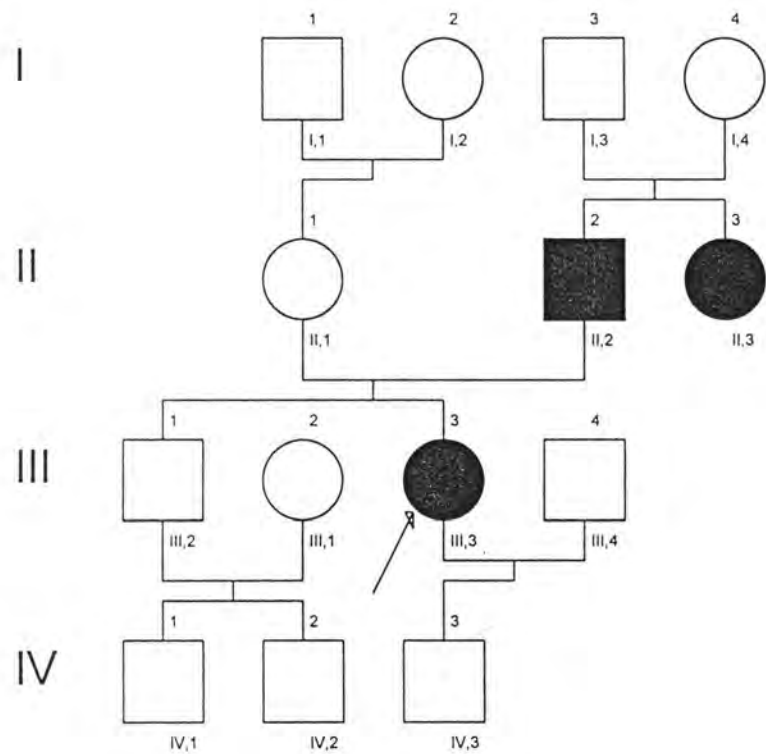 1 2 3 4
I
I,1 I,2 I,3 I,4
1 2 3
II
II,1 II,2 II,3
1 2 3 4
III
III,2 III,1 III,3 III,4
1 2 3
IV
IV,1 IV,2 IV,3